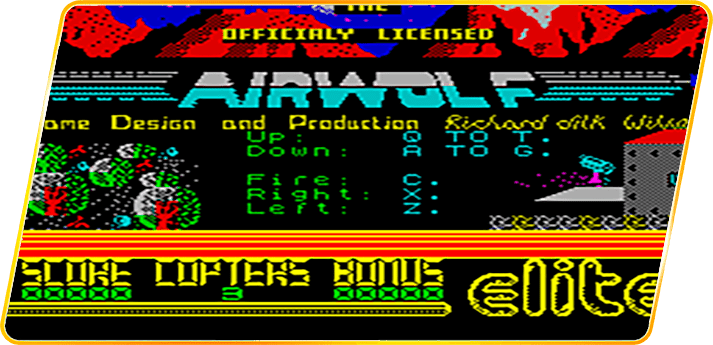 THE
OFFICIALY LICENSED
AIRWOLF
ame Design and Production Richard
Up: Q TO T.
Down: A TO G.
Fire: C.
Right: X.
Left: Z.
SCORE COPTERS BONUS
00000 3 00000
elite